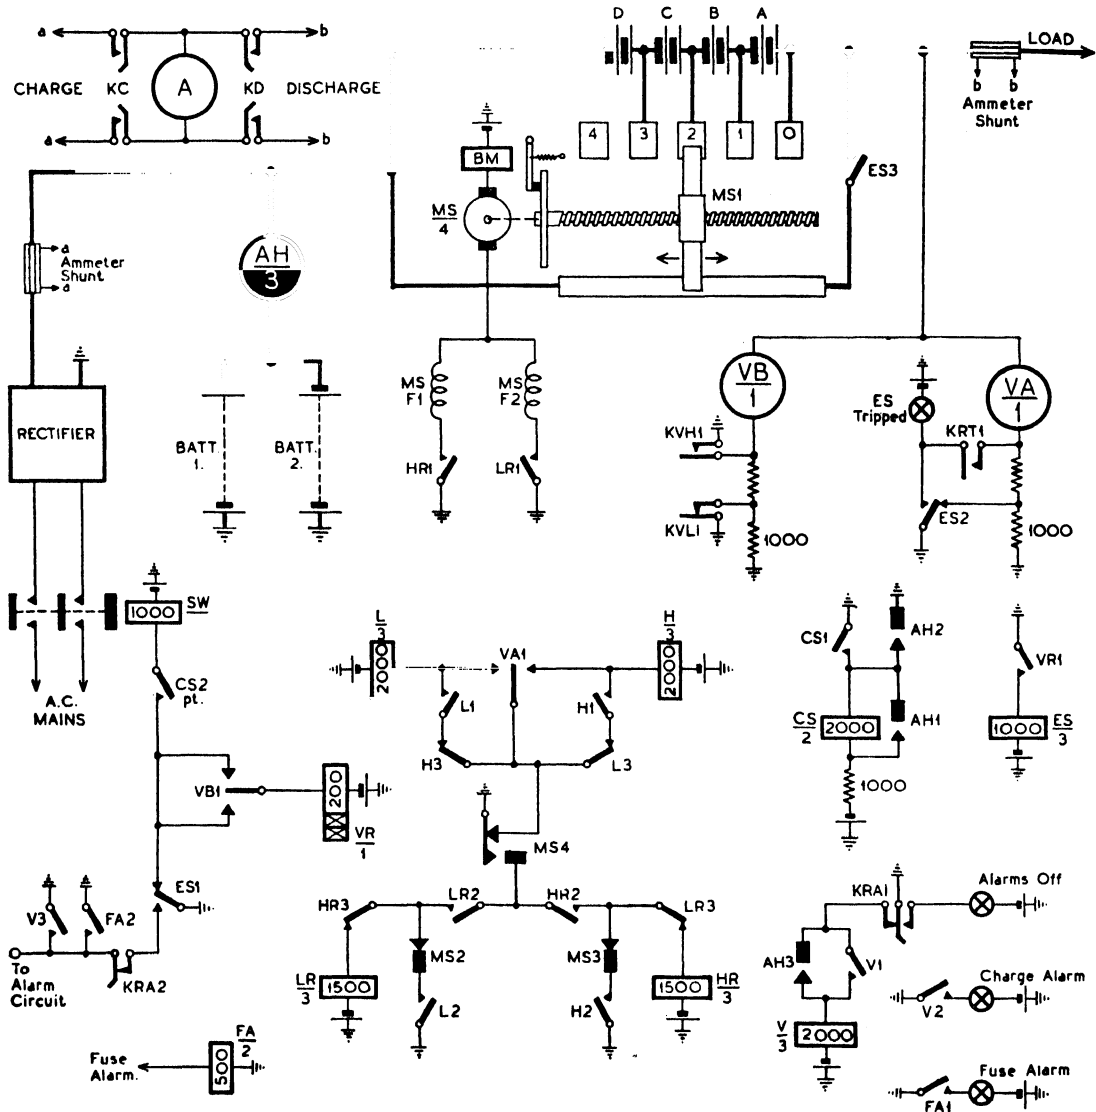 D C B A
a b
CHARGE KC A KD DISCHARGE
a b
LOAD
b b
Ammeter
Shunt
4 3 2 1 0
BM
MS
4
MS1
ES3
a
Ammeter
Shunt
a
AH
3
RECTIFIER
BATT.
1.
BATT.
2.
MS
F1
MS
F2
HR1
LR1
VB
1
VA
1
ES
Tripped
KRT1
KVH1
KVL1
1000
ES2
1000
A.C.
MAINS
1000
SW
CS2
pt.
VB1
200
VR
1
ES1
V3
FA2
KRA2
To
Alarm
Circuit
Fuse
Alarm.
500
FA
2
L
3
2000
VA1
H
3
2000
L1
H1
H3
L3
MS4
HR3
LR2
HR2
LR3
MS2
MS3
LR
3
1500
1500
HR
3
L2
H2
CS1
AH2
CS
2
2000
AH1
1000
VR1
1000
ES
3
KRA1
Alarms Off
AH3
V1
V
3
2000
Charge Alarm
V2
Fuse Alarm
FA1